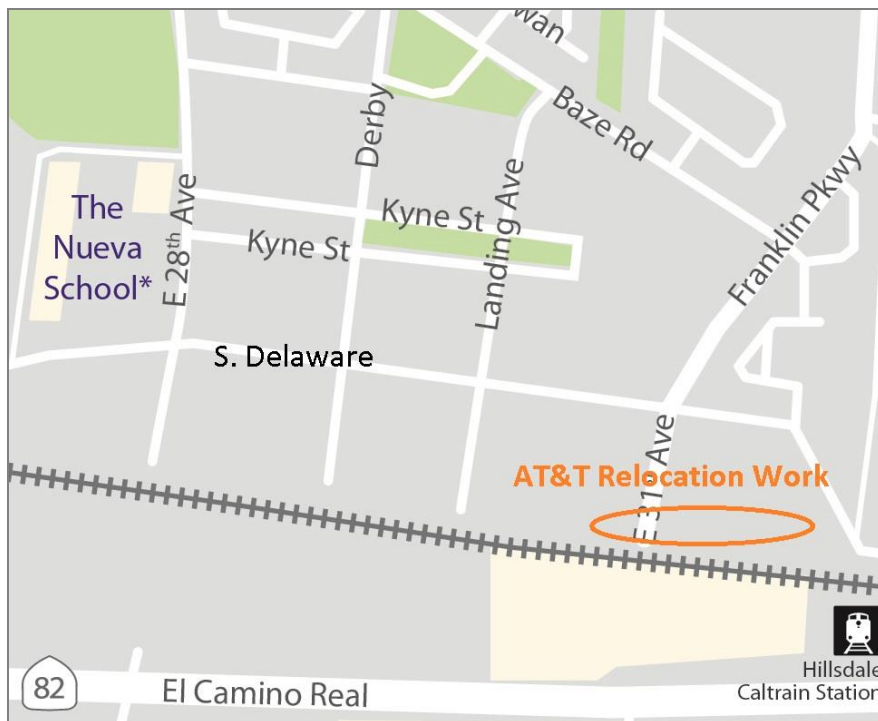 wan
Baze Rd
Derby
Landing Ave
Franklin Pkwy
The
Nueva
School*
E 28th Ave
Kyne St
Kyne St
S. Delaware
AT&T Relocation Work
E 31st Ave
82
El Camino Real
Hillsdale
Caltrain Station